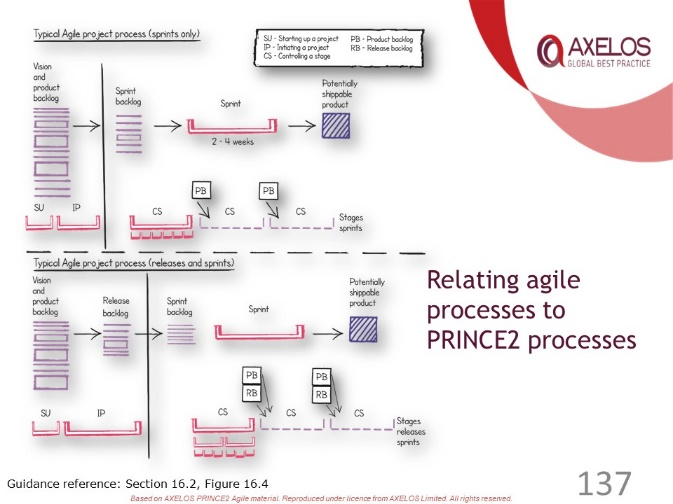 Typical Agile project process (sprints only)
SU - Starting up a project
IP - Initiating a project
CS - Controlling a stage
PB - Product backlog
RB - Release backlog
AXELOS
GLOBAL BEST PRACTICE
Vision
and
product
backlog
Sprint
backlog
Sprint
2 - 4 weeks
Potentially
shippable
product
SU
IP
CS
PB
CS
PB
CS
Stages
sprints
Typical Agile project process (releases and sprints)
Vision
and
product
backlog
Release
backlog
Sprint
backlog
Sprint
Potentially
shippable
product
SU
IP
CS
PB
RB
CS
PB
RB
CS
Stages
releases
sprints
Relating agile
processes to
PRINCE2 processes
Guidance reference: Section 16.2, Figure 16.4
137
Based on AXELOS PRINCE2 Agile material. Reproduced under licence from AXELOS Limited. All rights reserved.